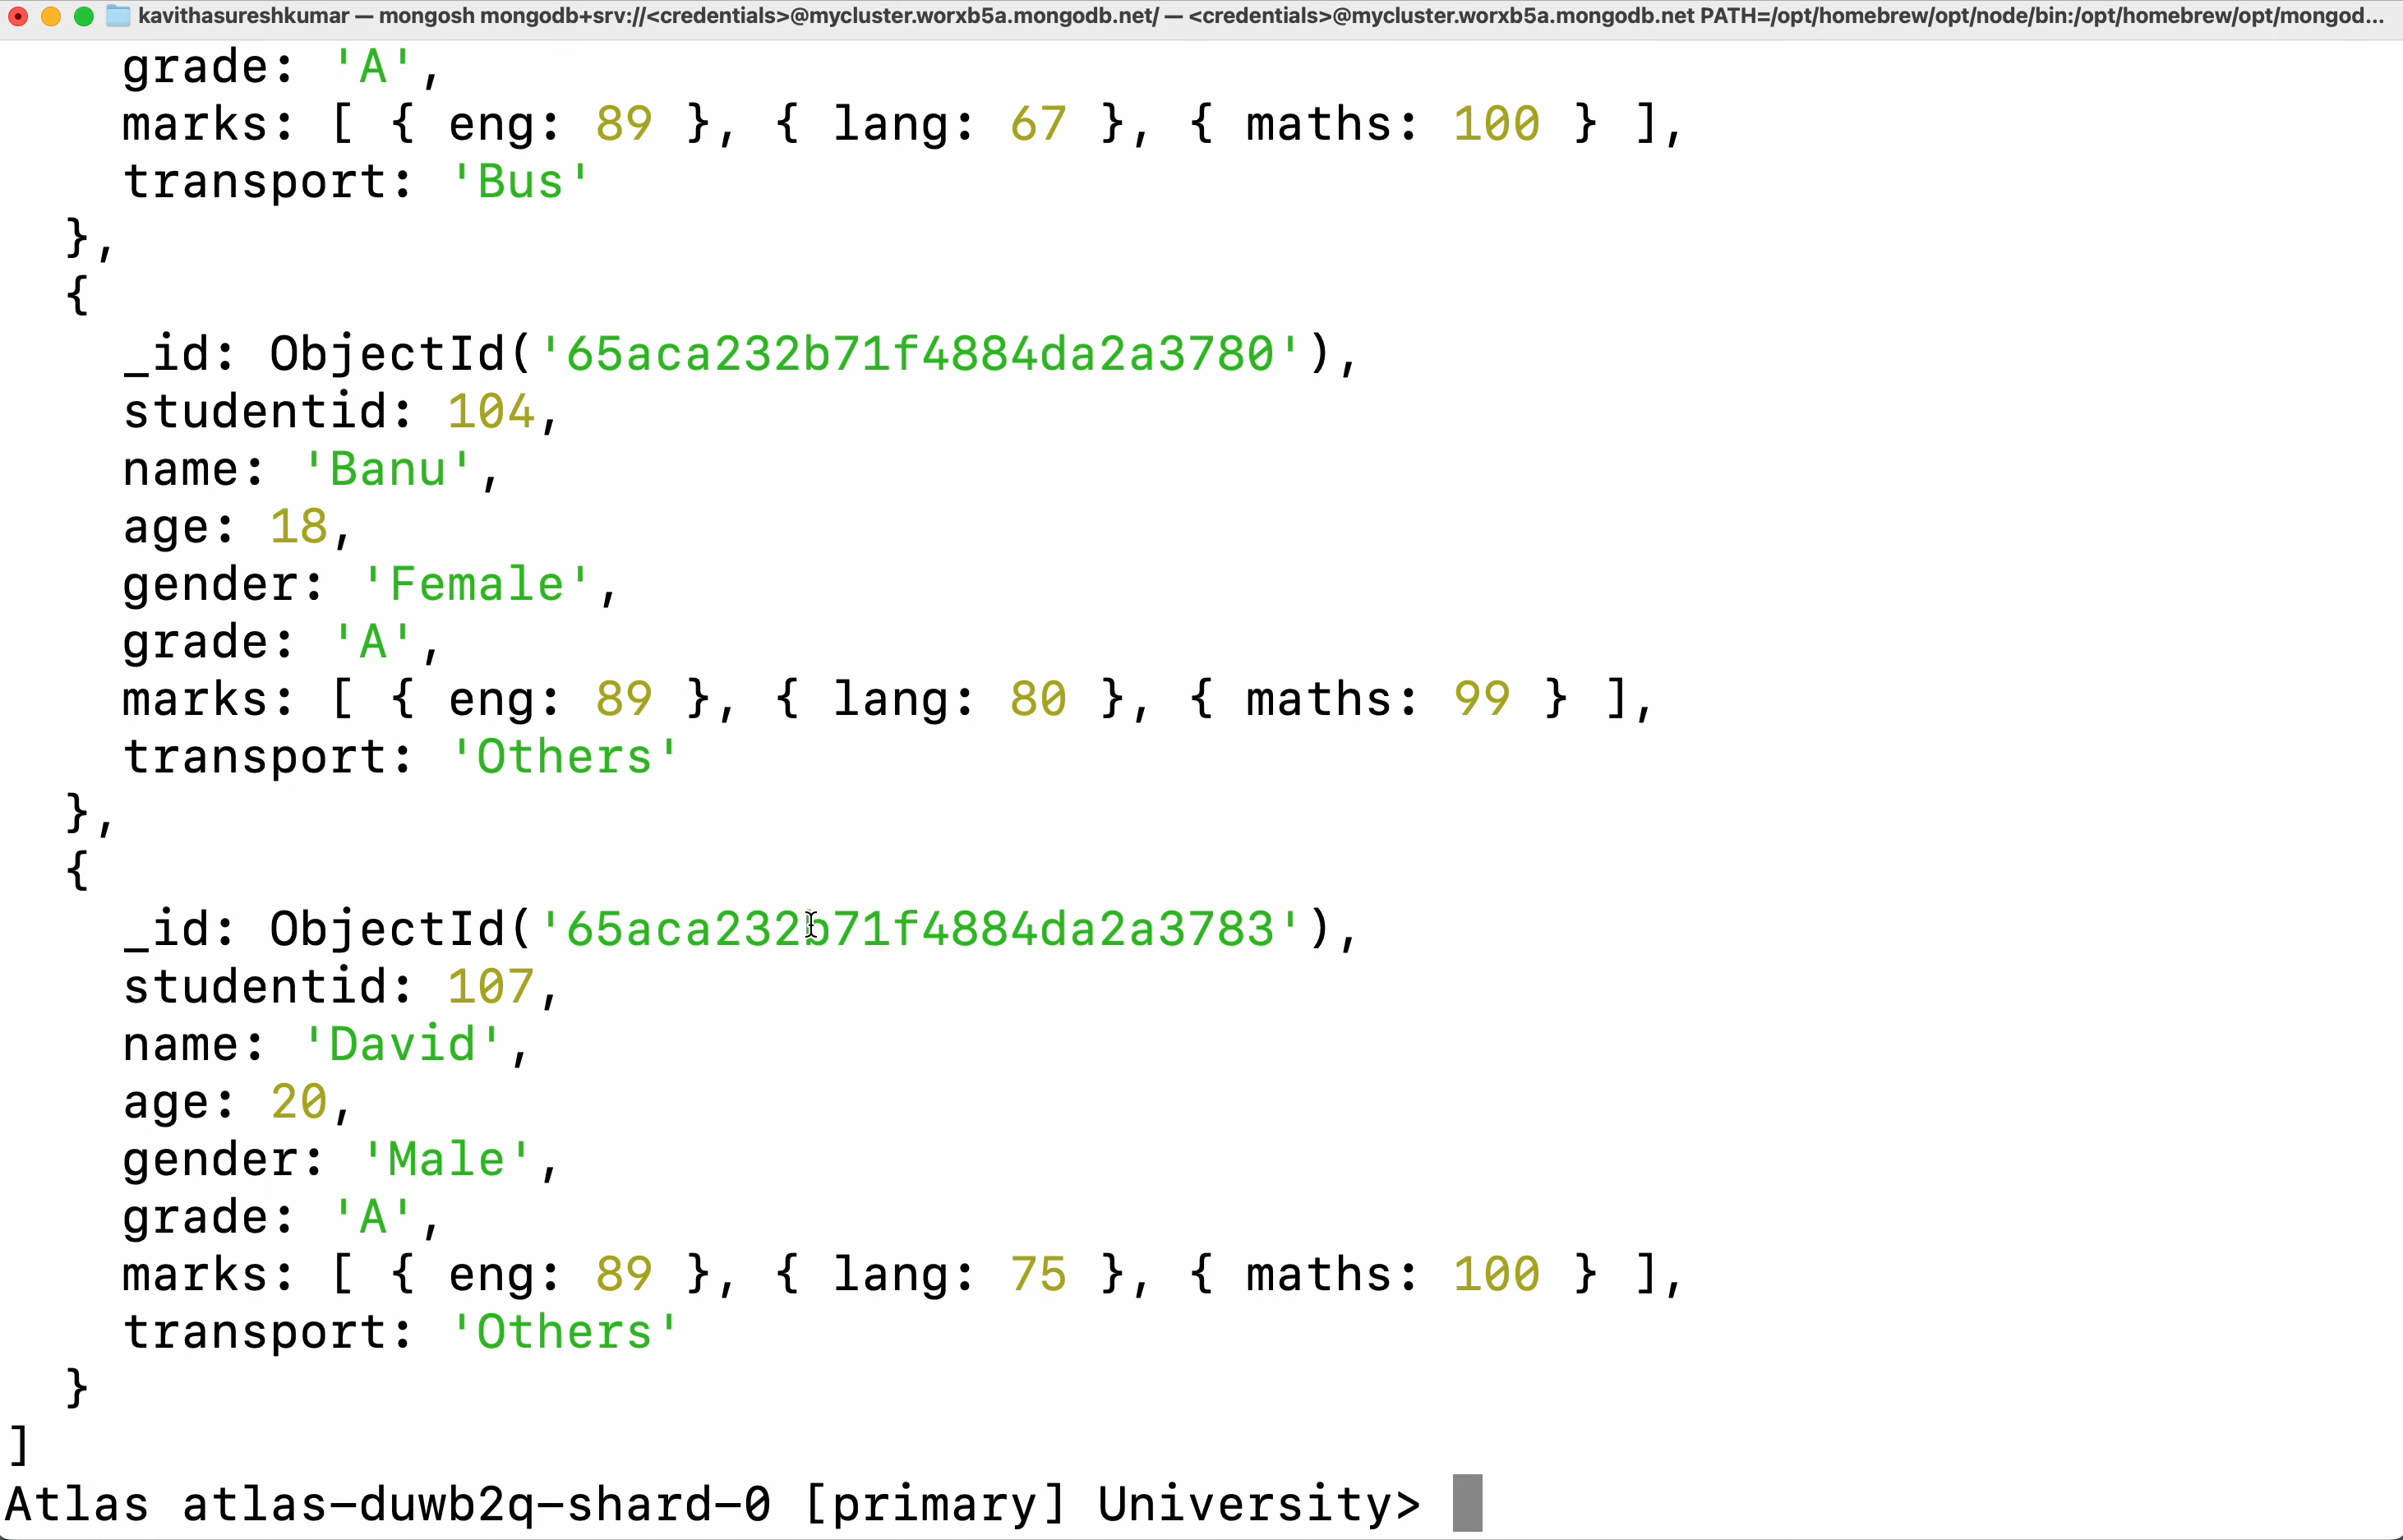 kavithasureshkumar — mongosh mongodb+srv://<credentials>@mycluster.worxb5a.mongodb.net/ — <credentials>@mycluster.worxb5a.mongodb.net PATH=/opt/homebrew/opt/node/bin:/opt/homebrew/opt/mongod...
grade: 'A',
marks: [ { eng: 89 }, { lang: 67 }, { maths: 100 } ],
transport: 'Bus'
},
{
_id: ObjectId('65aca232b71f4884da2a3780'),
studentid: 104,
name: 'Banu',
age: 18,
gender: 'Female',
grade: 'A',
marks: [ { eng: 89 }, { lang: 80 }, { maths: 99 } ],
transport: 'Others'
},
{
_id: ObjectId('65aca232b71f4884da2a3783'),
studentid: 107,
name: 'David',
age: 20,
gender: 'Male',
grade: 'A',
marks: [ { eng: 89 }, { lang: 75 }, { maths: 100 } ],
transport: 'Others'
}
]
Atlas atlas-duwb2q-shard-0 [primary] University>